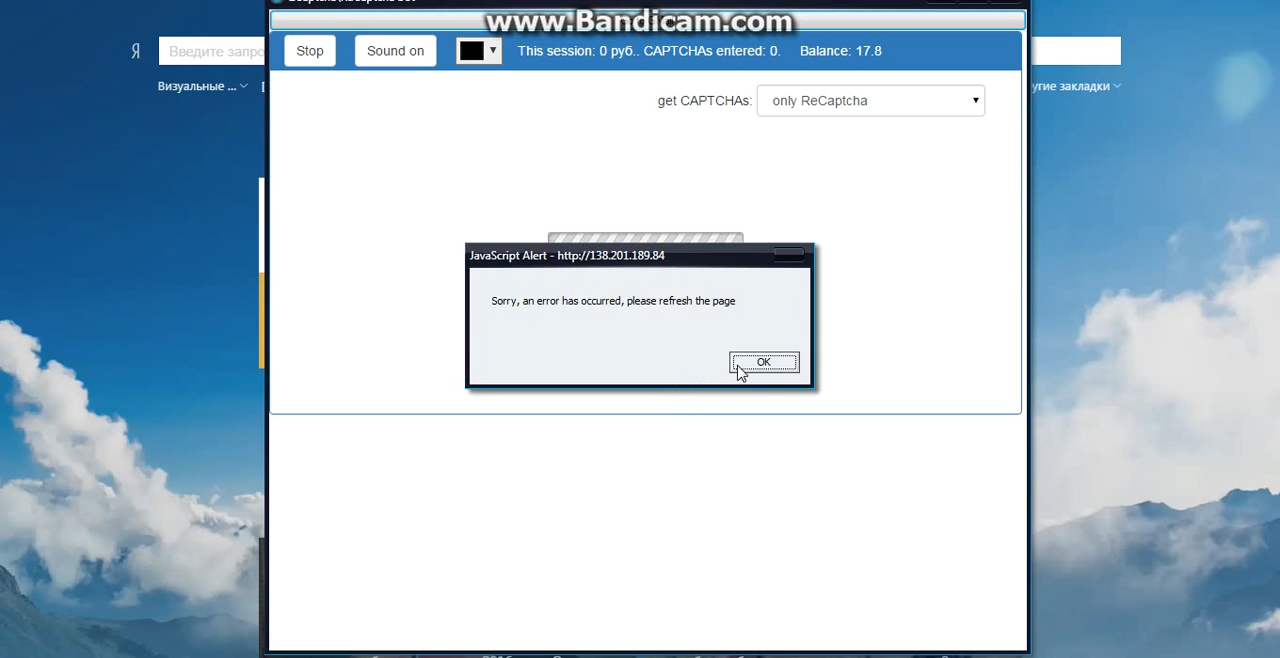 www.Bandicam.com
Stop
Sound on
This session: 0 руб.. CAPTCHAs entered: 0.
Balance: 17.8
Я
Введите запро
Визуальные ...
угие закладки
get CAPTCHAs:
only ReCaptcha
JavaScript Alert - http://138.201.189.84
Sorry, an error has occurred, please refresh the page
OK